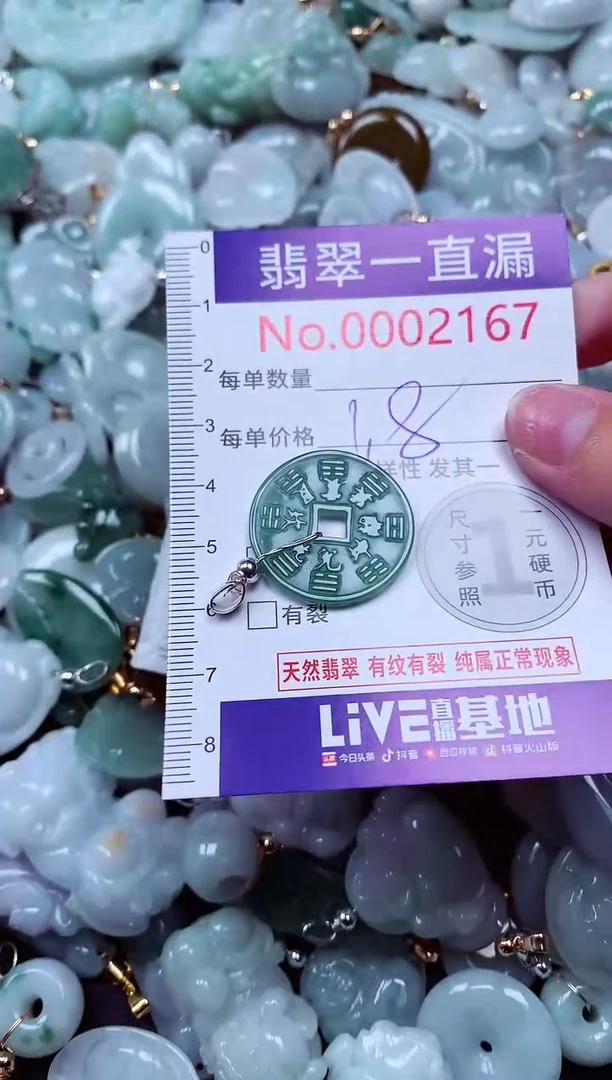 翡翠一直漏
No.0002167
每单数量
每单价格 1.8
样性 发其一
尺寸参照
1
一元硬币
有裂
天然翡翠 有纹有裂 纯属正常现象
LiVE直播基地
头条 今日头条 抖音 西瓜视频 抖音火山版
0
1
2
3
4
5
6
7
8